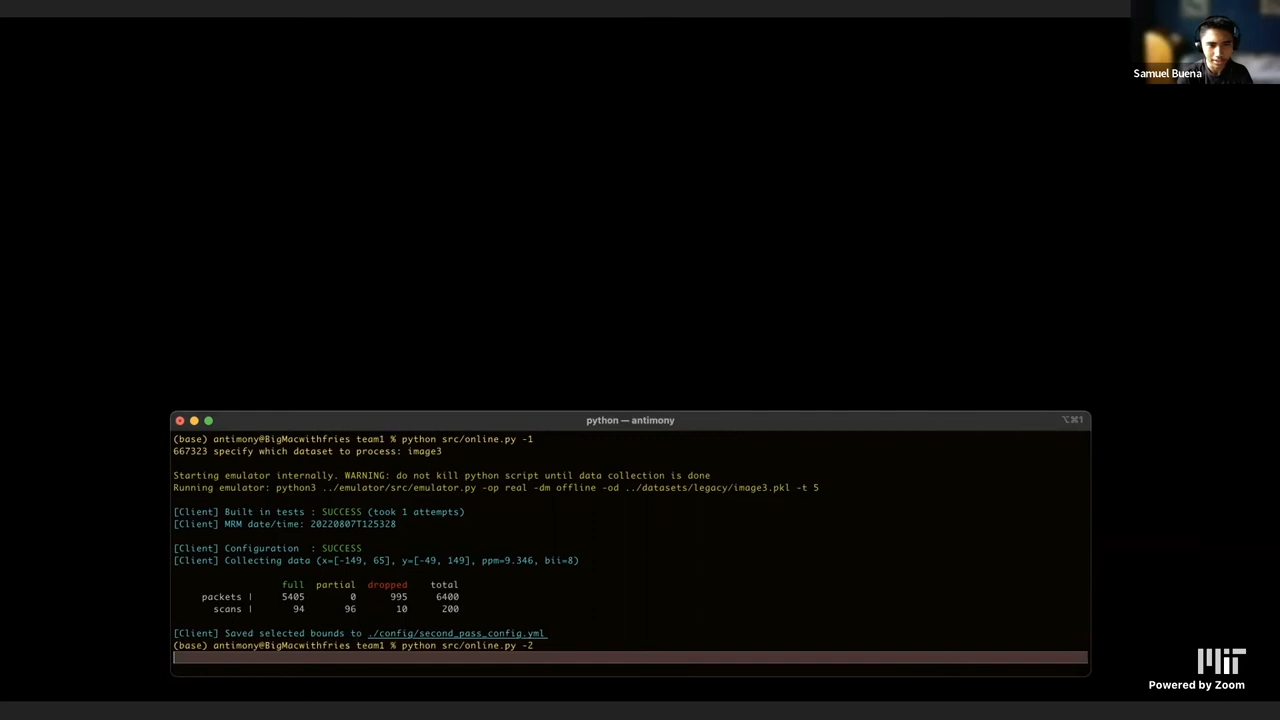 Samuel Buena
python — antimony
⌥⌘1
(base) antimony@BigMacwithfries team1 % python src/online.py -1
667323 specify which dataset to process: image3
Starting emulator internally. WARNING: do not kill python script until data collection is done
Running emulator: python3 ../emulator/src/emulator.py -op real -dm offline -od ../datasets/legacy/image3.pkl -t 5
[Client] Built in tests : SUCCESS (took 1 attempts)
[Client] MRM date/time: 20220807T125328
[Client] Configuration  : SUCCESS
[Client] Collecting data (x=[-149, 65], y=[-49, 149], ppm=9.346, bii=8)
full partial dropped total
packets | 5405 0 995 6400
scans | 94 96 10 200
[Client] Saved selected bounds to ./config/second_pass_config.yml
(base) antimony@BigMacwithfries team1 % python src/online.py -2
MIT
Powered by Zoom